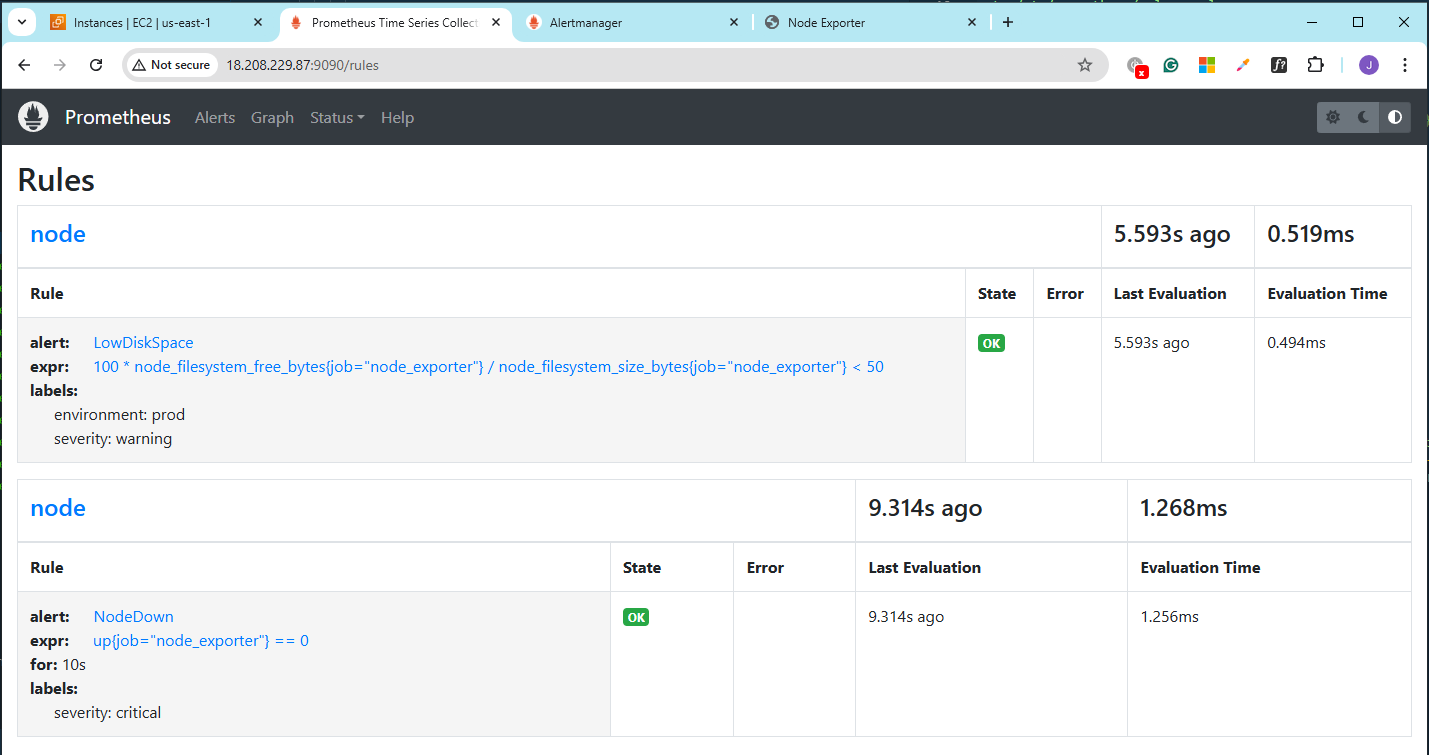 Instances | EC2 | us-east-1
Prometheus Time Series Collect
Alertmanager
Node Exporter
Not secure
18.208.229.87:9090/rules
J
Prometheus
Alerts
Graph
Status
Help
Rules
node 5.593s ago 0.519ms
Rule State Error Last Evaluation Evaluation Time
alert: LowDiskSpace OK 5.593s ago 0.494ms
expr: 100 * node_filesystem_free_bytes{job="node_exporter"} / node_filesystem_size_bytes{job="node_exporter"} < 50
labels:
environment: prod
severity: warning
node 9.314s ago 1.268ms
Rule State Error Last Evaluation Evaluation Time
alert: NodeDown OK 9.314s ago 1.256ms
expr: up{job="node_exporter"} == 0
for: 10s
labels:
severity: critical